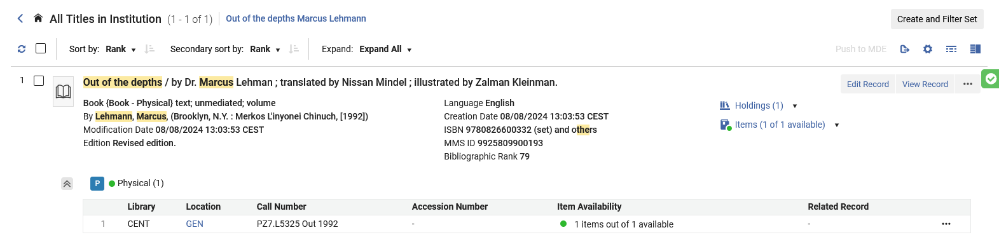 All Titles in Institution (1 - 1 of 1) Out of the depths Marcus Lehmann Create and Filter Set
Sort by: Rank Secondary sort by: Rank Expand: Expand All Push to MDE
1 Out of the depths / by Dr. Marcus Lehman ; translated by Nissan Mindel ; illustrated by Zalman Kleinman. Edit Record View Record
Book {Book - Physical} text; unmediated; volume Language English Holdings (1)
By Lehmann, Marcus, (Brooklyn, N.Y. : Merkos L'inyonei Chinuch, [1992]) Creation Date 08/08/2024 13:03:53 CEST
Modification Date 08/08/2024 13:03:53 CEST ISBN 9780826600332 (set) and others Items (1 of 1 available)
Edition Revised edition. MMS ID 9925809900193
Bibliographic Rank 79
P Physical (1)
Library Location Call Number Accession Number Item Availability Related Record
1 CENT GEN PZ7.L5325 Out 1992 - 1 items out of 1 available -